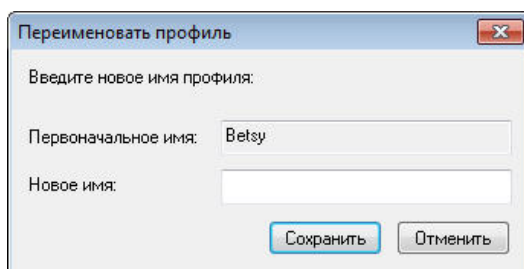 Переименовать профиль
Введите новое имя профиля:
Первоначальное имя: Betsy
Новое имя:
Сохранить Отменить